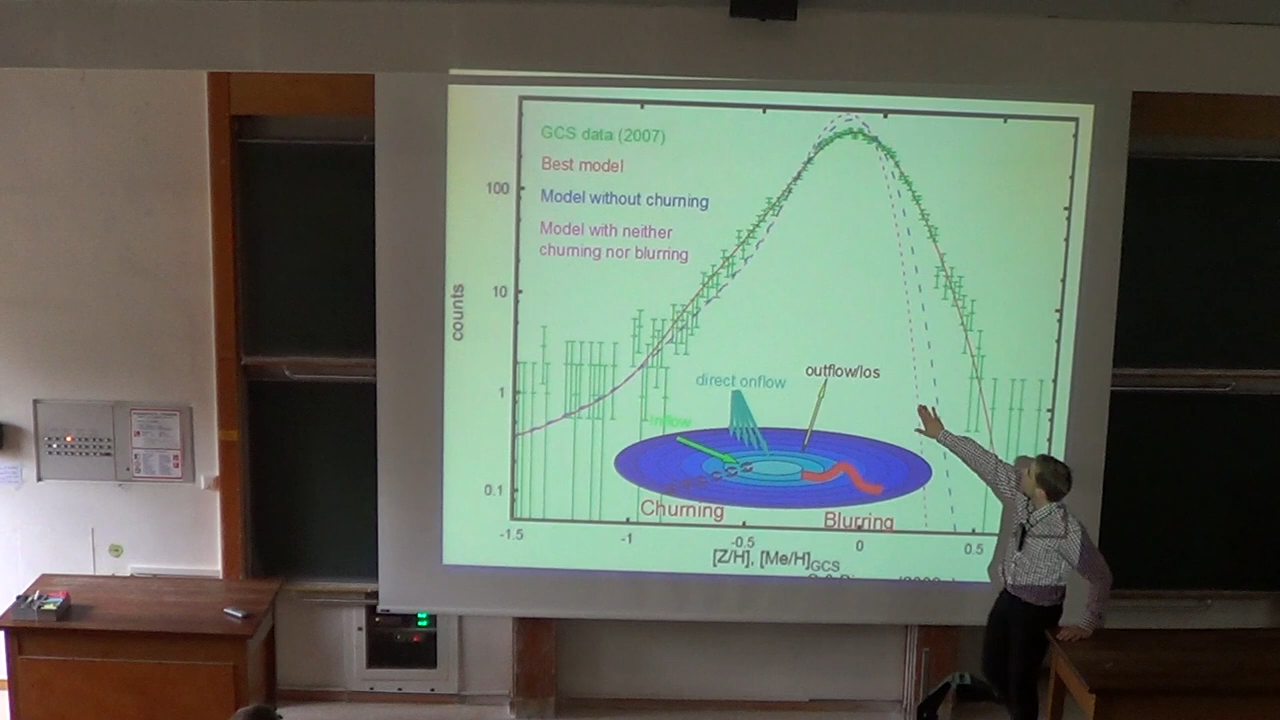 GCS data (2007)
Best model
Model without churning
Model with neither
churning nor blurring
100
10
1
0.1
counts
direct onflow
outflow/los
inflow
Churning
Blurring
-1.5
-1
-0.5
0
0.5
[Z/H], [Me/H]GCS